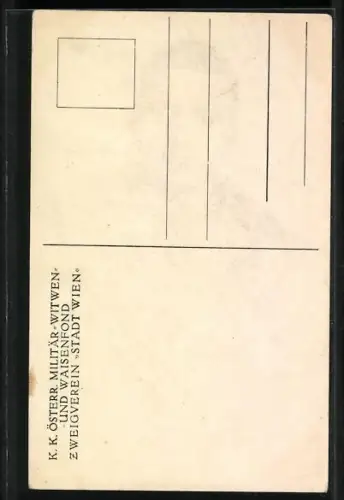 K. K. ÖSTERR. MILITÄR-WITWEN-
-UND WAISENFOND
ZWEIGVEREIN »STADT WIEN«